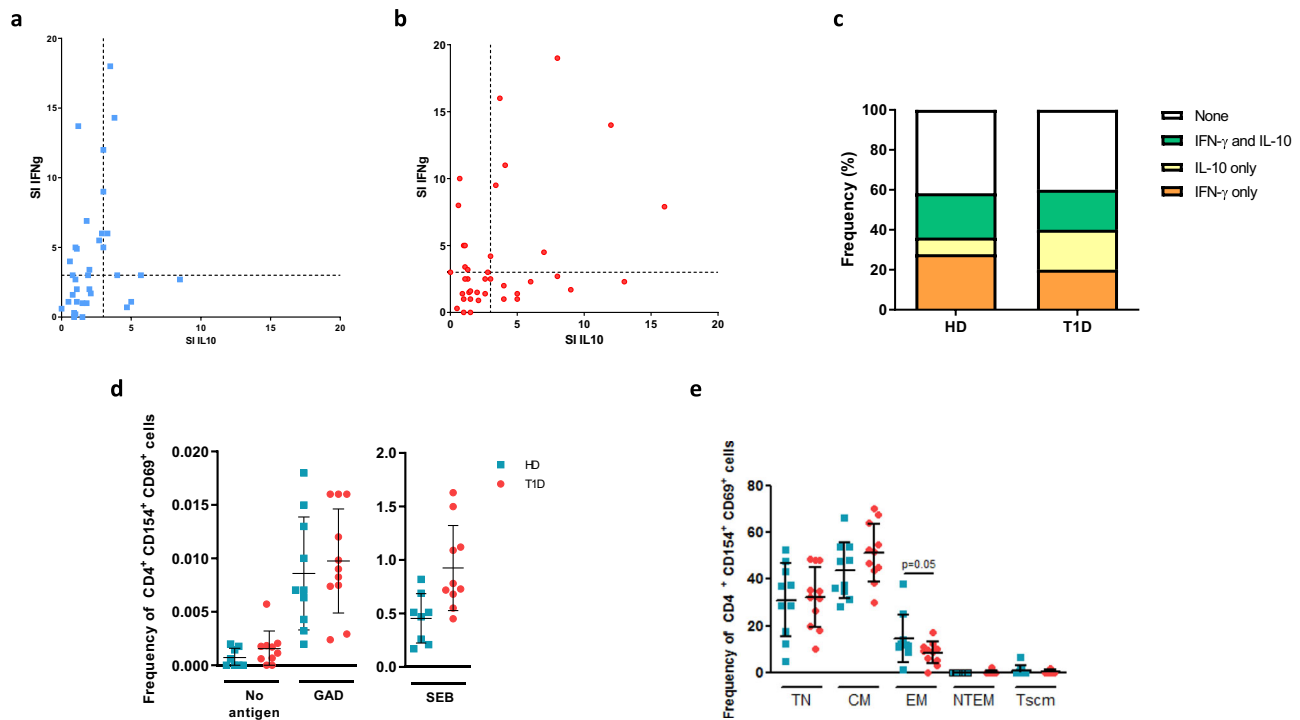 a
b
c
20
15
10
5
0
SI IFNg
0 5 10 15 20
SI IL10
20
15
10
5
0
SI IFNg
0 5 10 15 20
SI IL10
100
80
60
40
20
0
Frequency (%)
HD T1D
None
IFN-γ and IL-10
IL-10 only
IFN-γ only
d
e
Frequency of CD4⁺ CD154⁺ CD69⁺ cells
0.020
0.015
0.010
0.005
0.000
No antigen
GAD
2.0
1.5
1.0
0.5
0.0
SEB
HD
T1D
Frequency of CD4 ⁺ CD154⁺ CD69⁺ cells
80
60
40
20
0
p=0.05
TN CM EM NTEM Tscm